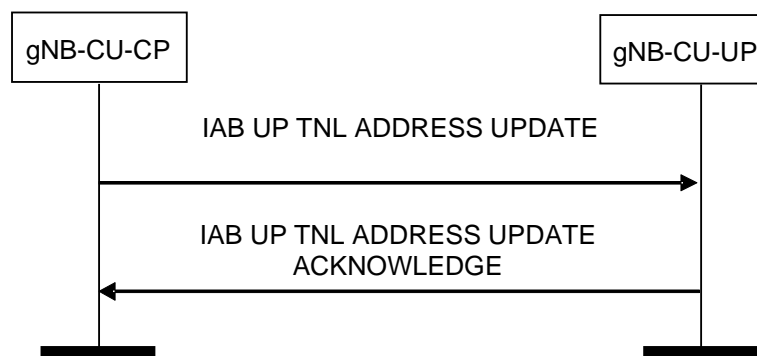 gNB-CU-CP
gNB-CU-UP
IAB UP TNL ADDRESS UPDATE
IAB UP TNL ADDRESS UPDATE
ACKNOWLEDGE